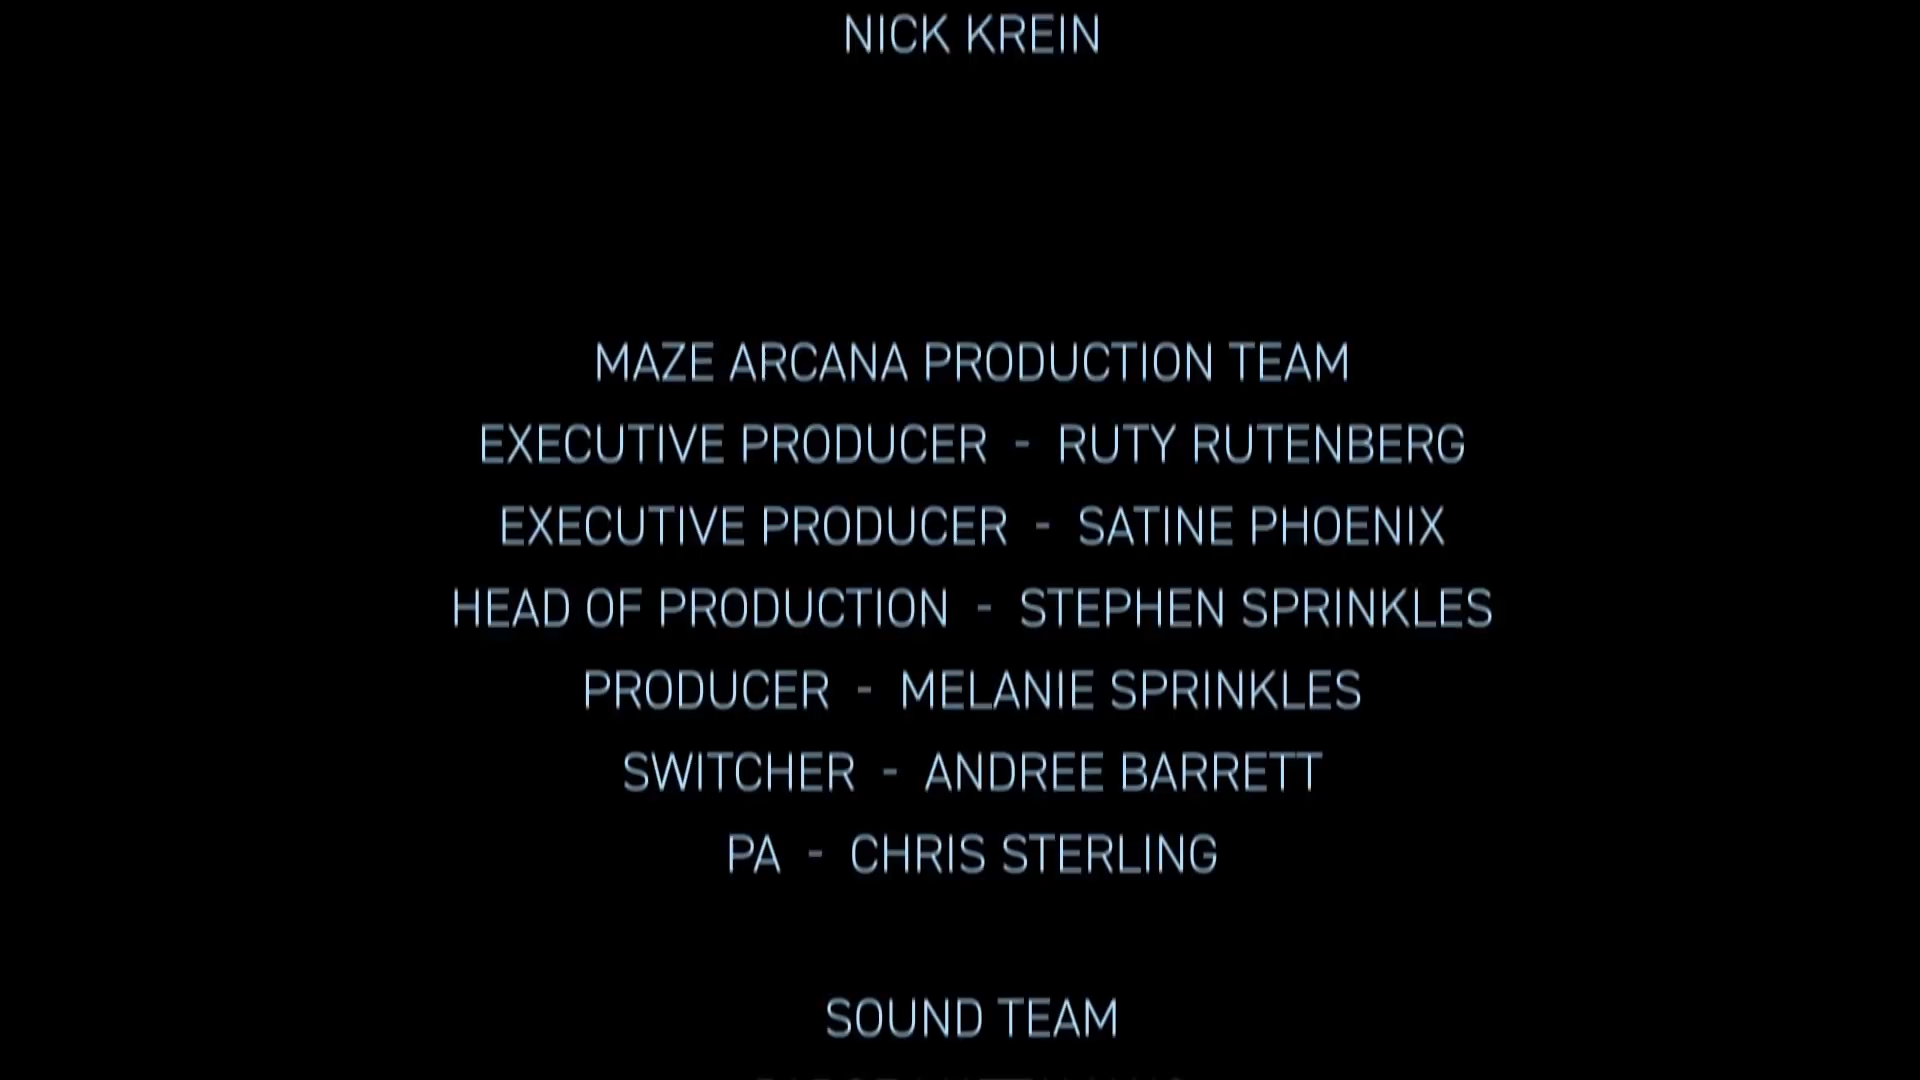 NICK KREIN
MAZE ARCANA PRODUCTION TEAM
EXECUTIVE PRODUCER - RUTY RUTENBERG
EXECUTIVE PRODUCER - SATINE PHOENIX
HEAD OF PRODUCTION - STEPHEN SPRINKLES
PRODUCER - MELANIE SPRINKLES
SWITCHER - ANDREE BARRETT
PA - CHRIS STERLING
SOUND TEAM